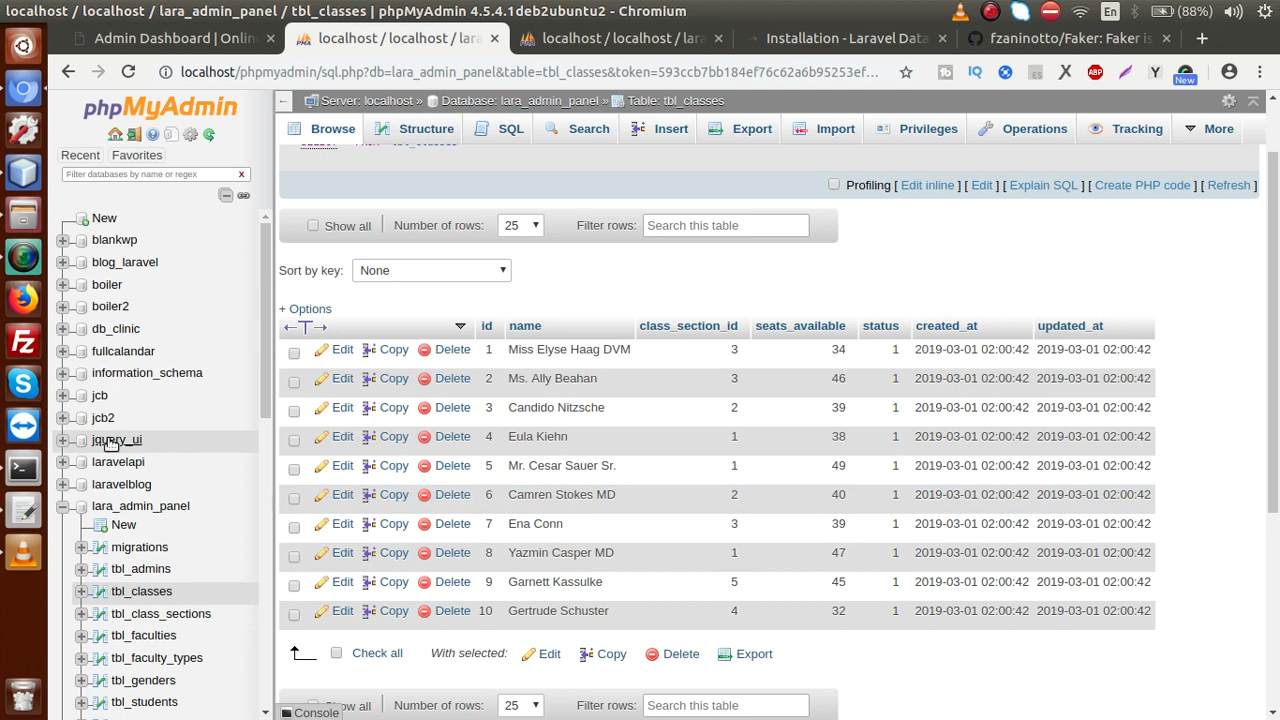 localhost / localhost / lara_admin_panel / tbl_classes | phpMyAdmin 4.5.4.1deb2ubuntu2 - Chromium
En (88%)
Admin Dashboard | Onlin × localhost / localhost / lara × localhost / localhost / lara × Installation - Laravel Data × fzaninotto/Faker: Faker is × +
localhost/phpmyadmin/sql.php?db=lara_admin_panel&table=tbl_classes&token=593ccb7bb184ef76c62a6b95253ef...
IQ ES X ABP Y New
phpMyAdmin
Recent Favorites
Filter databases by name or regex X
New
blankwp
blog_laravel
boiler
boiler2
db_clinic
fullcalandar
information_schema
jcb
jcb2
jquery_ui
laravelapi
laravelblog
lara_admin_panel
New
migrations
tbl_admins
tbl_classes
tbl_class_sections
tbl_faculties
tbl_faculty_types
tbl_genders
tbl_students
Server: localhost » Database: lara_admin_panel » Table: tbl_classes
Browse Structure SQL Search Insert Export Import Privileges Operations Tracking More
Profiling [ Edit inline ] [ Edit ] [ Explain SQL ] [ Create PHP code ] [ Refresh ]
Show all Number of rows: 25 Filter rows: Search this table
Sort by key: None
+ Options
id name class_section_id seats_available status created_at updated_at
Edit Copy Delete 1 Miss Elyse Haag DVM 3 34 1 2019-03-01 02:00:42 2019-03-01 02:00:42
Edit Copy Delete 2 Ms. Ally Beahan 3 46 1 2019-03-01 02:00:42 2019-03-01 02:00:42
Edit Copy Delete 3 Candido Nitzsche 2 39 1 2019-03-01 02:00:42 2019-03-01 02:00:42
Edit Copy Delete 4 Eula Kiehn 1 38 1 2019-03-01 02:00:42 2019-03-01 02:00:42
Edit Copy Delete 5 Mr. Cesar Sauer Sr. 1 49 1 2019-03-01 02:00:42 2019-03-01 02:00:42
Edit Copy Delete 6 Camren Stokes MD 2 40 1 2019-03-01 02:00:42 2019-03-01 02:00:42
Edit Copy Delete 7 Ena Conn 3 39 1 2019-03-01 02:00:42 2019-03-01 02:00:42
Edit Copy Delete 8 Yazmin Casper MD 1 47 1 2019-03-01 02:00:42 2019-03-01 02:00:42
Edit Copy Delete 9 Garnett Kassulke 5 45 1 2019-03-01 02:00:42 2019-03-01 02:00:42
Edit Copy Delete 10 Gertrude Schuster 4 32 1 2019-03-01 02:00:42 2019-03-01 02:00:42
Check all With selected: Edit Copy Delete Export
Show all Number of rows: 25 Filter rows: Search this table
Console